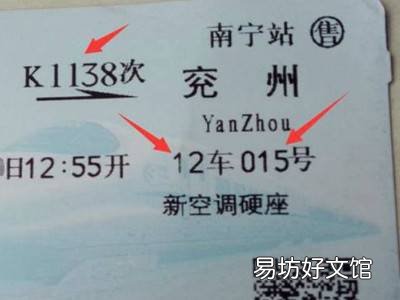 南宁站 售
K1138次
兖州
YanZhou
日12:55开 12车015号
新空调硬座
易坊好文馆